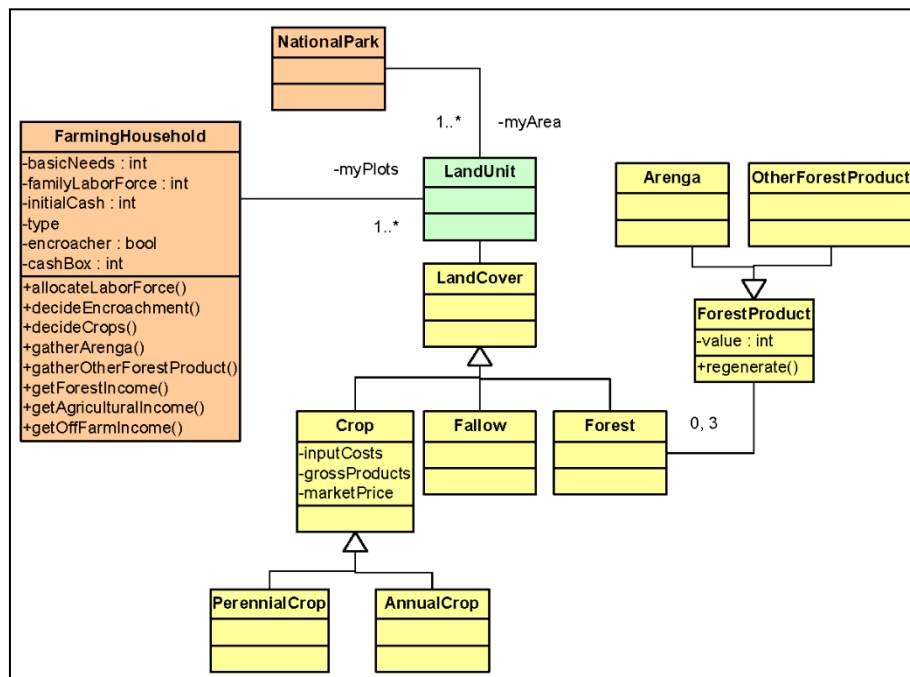 NationalPark
1..*
-myArea
FarmingHousehold
-basicNeeds : int
-familyLaborForce : int
-initialCash : int
-type
-encroacher : bool
-cashBox : int
+allocateLaborForce()
+decideEncroachment()
+decideCrops()
+gatherArenga()
+gatherOtherForestProduct()
+getForestIncome()
+getAgriculturalIncome()
+getOffFarmIncome()
-myPlots
1..*
LandUnit
LandCover
Arenga
OtherForestProduct
ForestProduct
-value : int
+regenerate()
0, 3
Crop
-inputCosts
-grossProducts
-marketPrice
Fallow
Forest
PerennialCrop
AnnualCrop